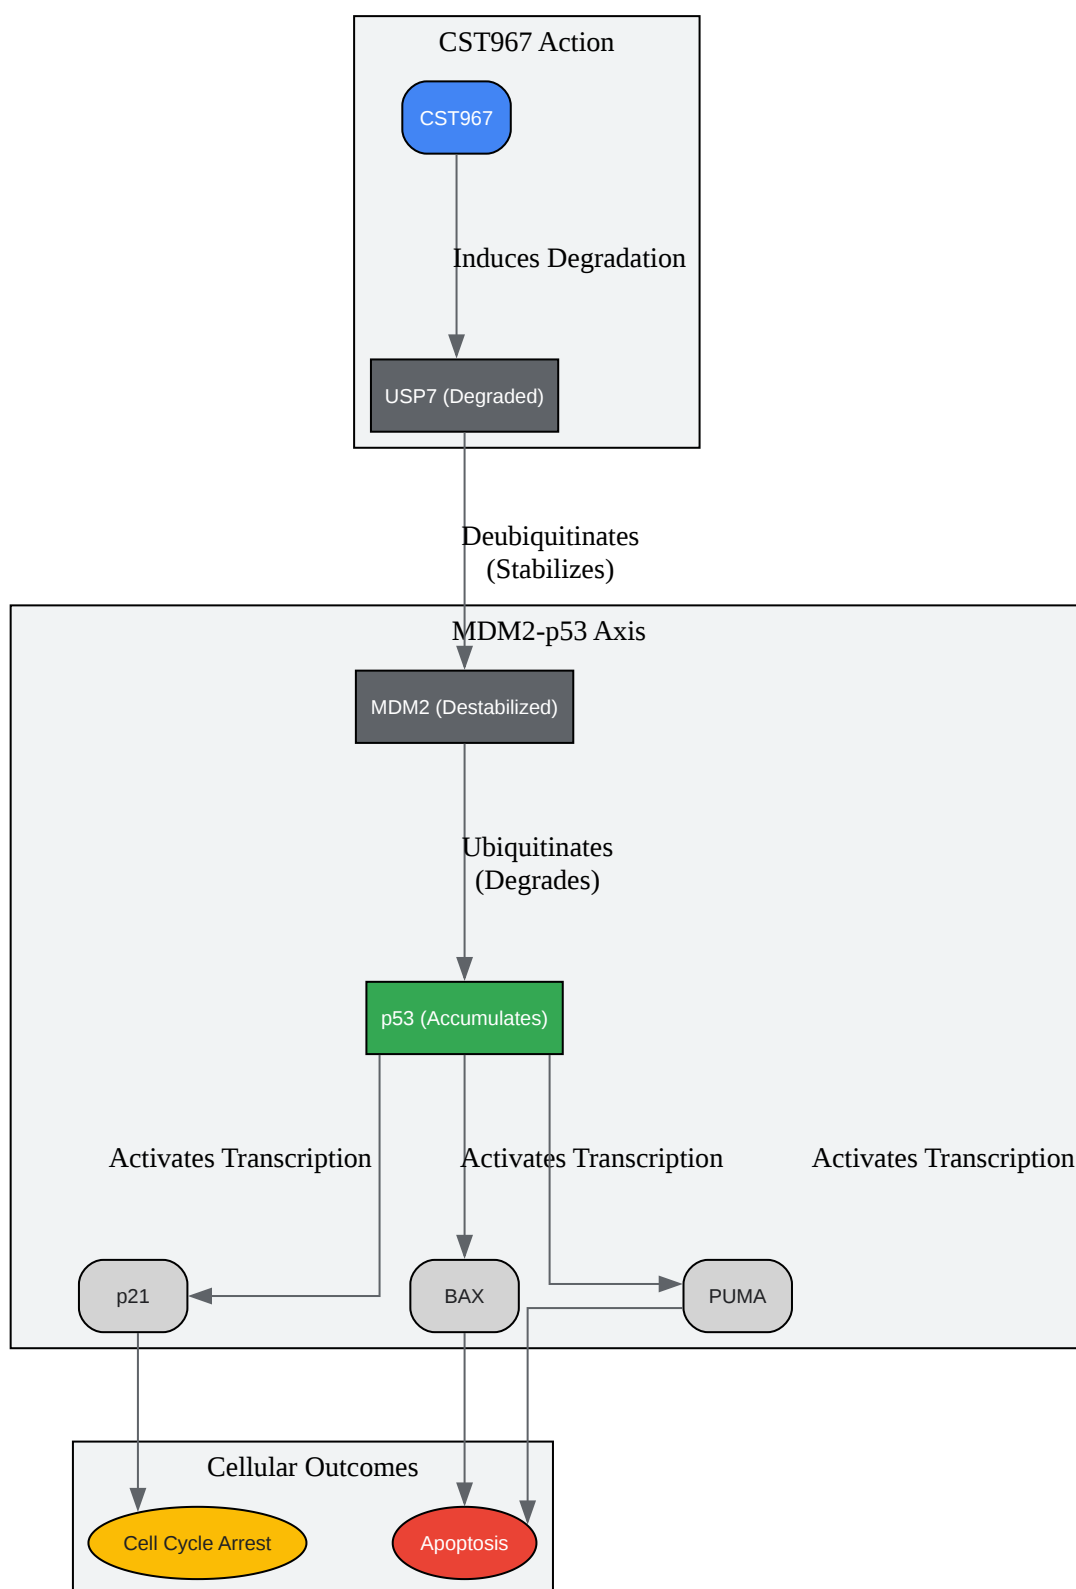 CST967 Action
CST967
Induces Degradation
USP7 (Degraded)
Deubiquitinates
(Stabilizes)
MDM2-p53 Axis
MDM2 (Destabilized)
Ubiquitinates
(Degrades)
p53 (Accumulates)
Activates Transcription
Activates Transcription
Activates Transcription
p21
BAX
PUMA
Cellular Outcomes
Cell Cycle Arrest
Apoptosis